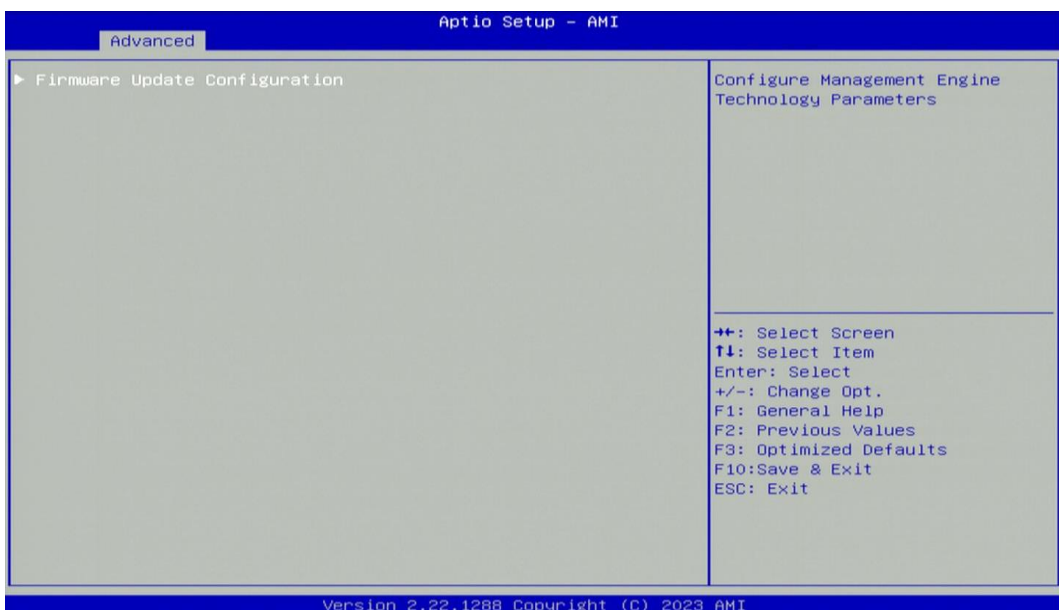 Aptio Setup – AMI
Advanced
▶ Firmware Update Configuration
Configure Management Engine
Technology Parameters
→←: Select Screen
↑↓: Select Item
Enter: Select
+/-: Change Opt.
F1: General Help
F2: Previous Values
F3: Optimized Defaults
F10:Save & Exit
ESC: Exit
Version 2.22.1288 Copyright (C) 2023 AMI